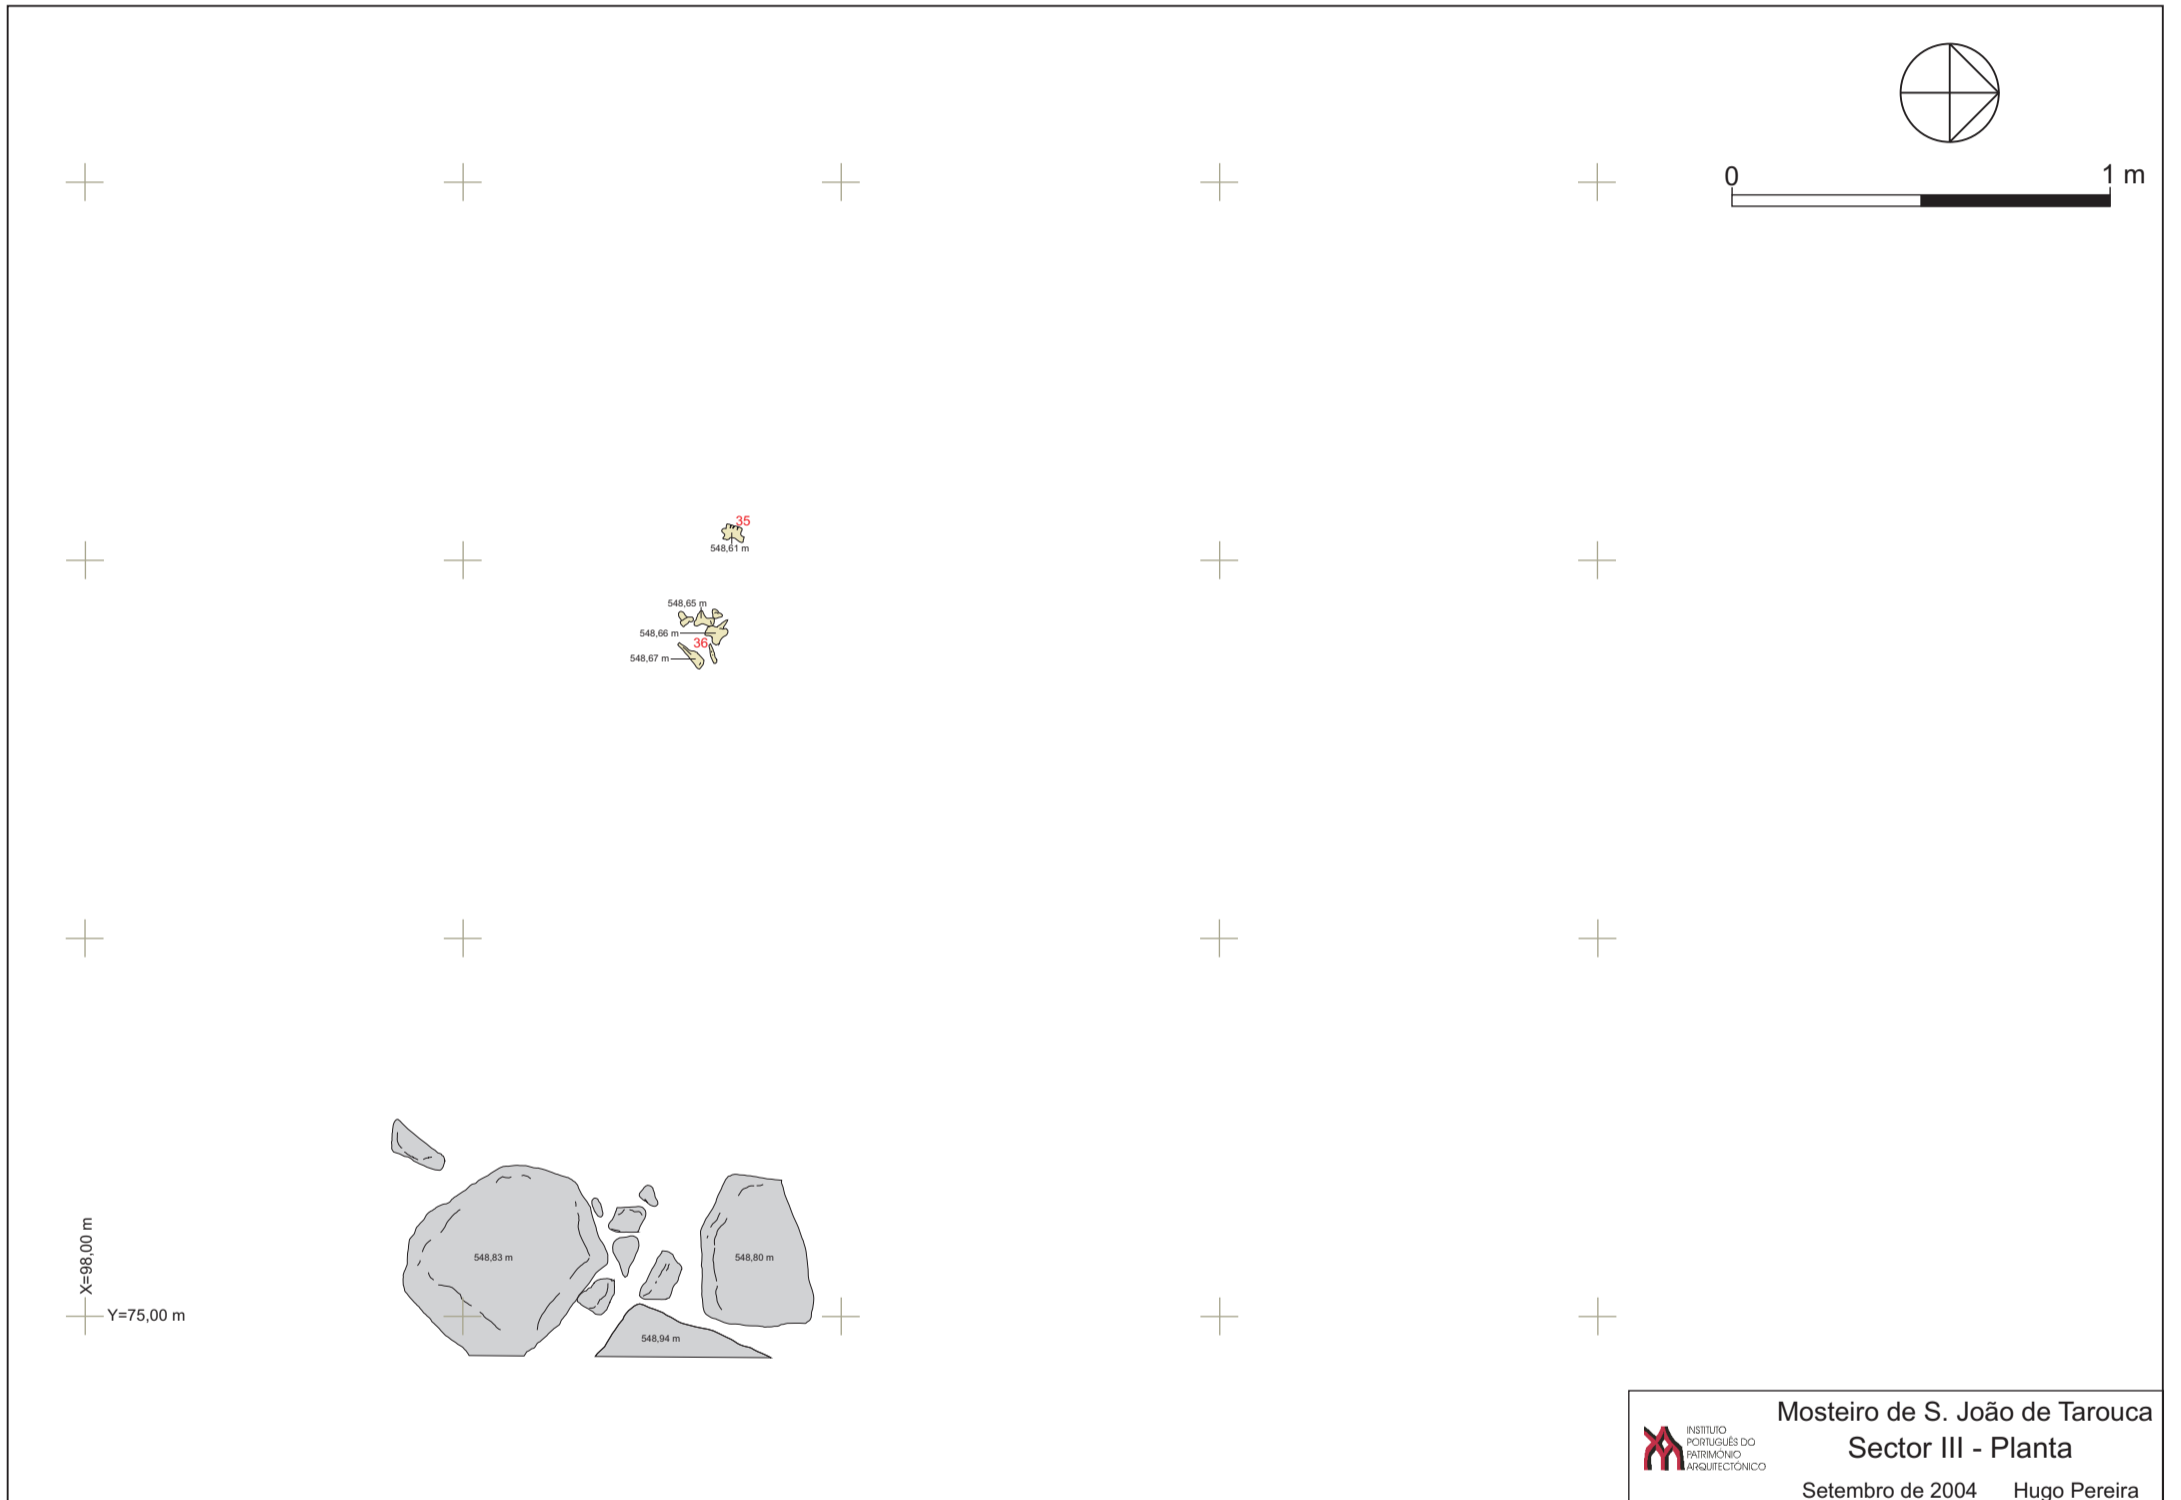 0
1 m
35
548,61 m
548,65 m
548,66 m
36
548,67 m
548,83 m
548,80 m
X=98,00 m
Y=75,00 m
548,94 m
INSTITUTO
PORTUGUÊS DO
PATRIMÓNIO
ARQUITECTÓNICO
Mosteiro de S. João de Tarouca
Sector III - Planta
Setembro de 2004 Hugo Pereira